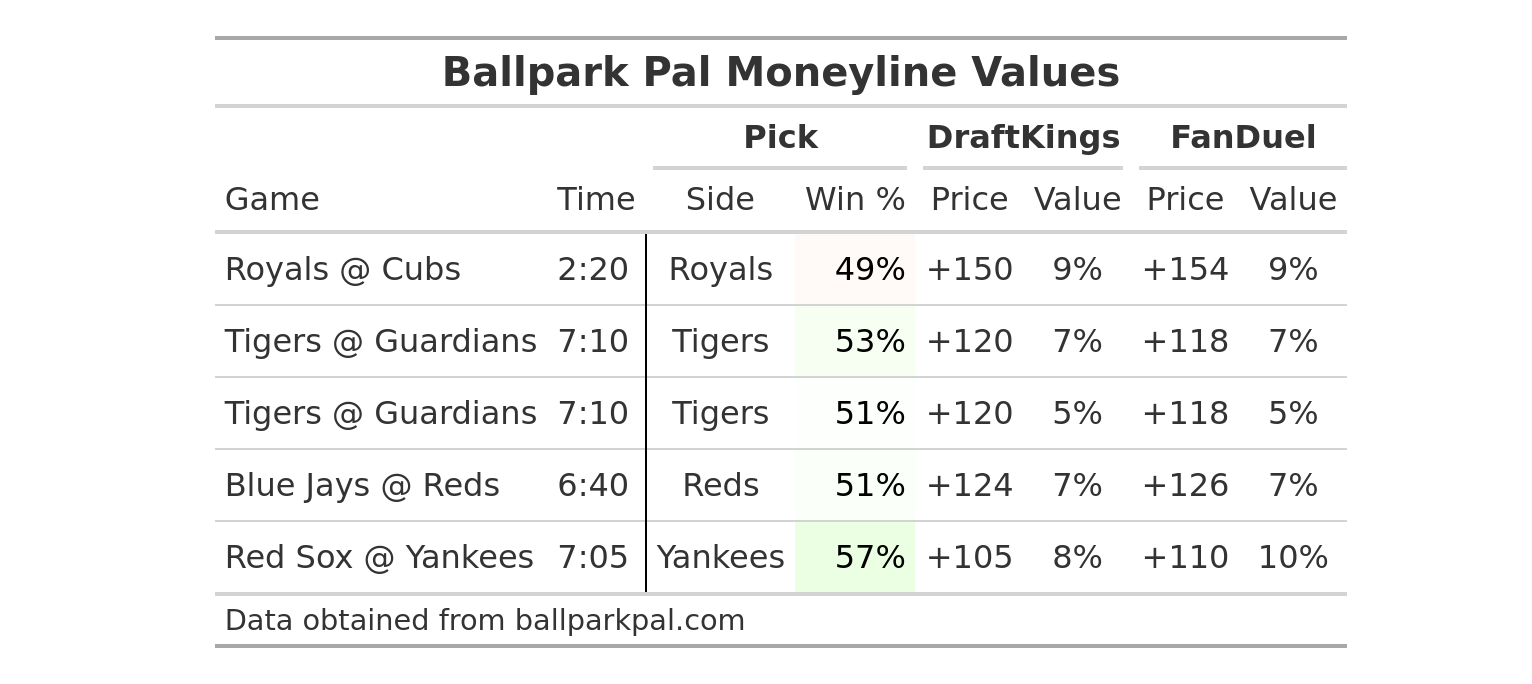 Ballpark Pal Moneyline Values
Pick DraftKings FanDuel
Game Time Side Win % Price Value Price Value
Royals @ Cubs 2:20 Royals 49% +150 9% +154 9%
Tigers @ Guardians 7:10 Tigers 53% +120 7% +118 7%
Tigers @ Guardians 7:10 Tigers 51% +120 5% +118 5%
Blue Jays @ Reds 6:40 Reds 51% +124 7% +126 7%
Red Sox @ Yankees 7:05 Yankees 57% +105 8% +110 10%
Data obtained from ballparkpal.com